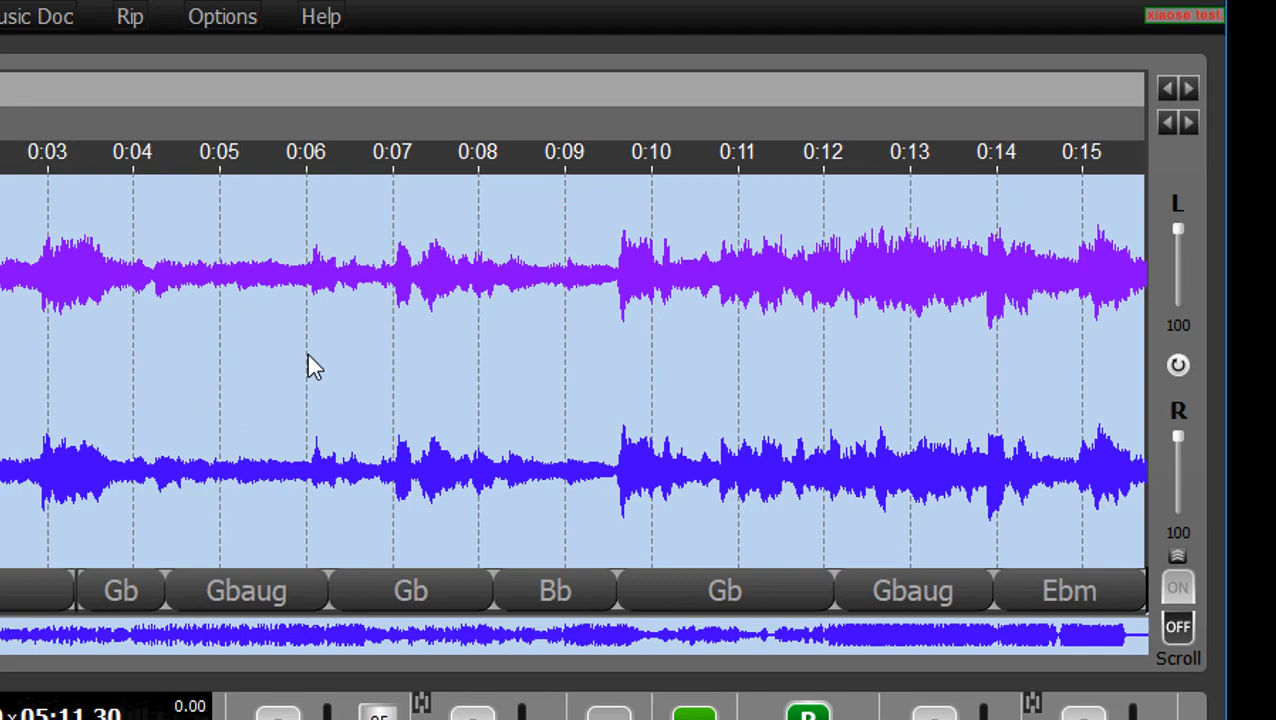 usic Doc Rip Options Help
xiaose test.
0:03 0:04 0:05 0:06 0:07 0:08 0:09 0:10 0:11 0:12 0:13 0:14 0:15
L
100
R
100
Gb Gbaug Gb Bb Gb Gbaug Ebm
ON
OFF
Scroll
0.00
05:11.30